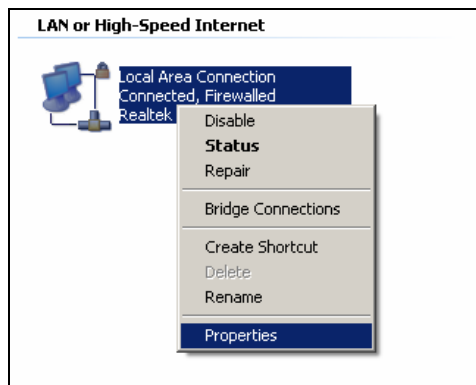 LAN or High-Speed Internet
Local Area Connection
Connected, Firewalled
Realtek
Disable
Status
Repair
Bridge Connections
Create Shortcut
Delete
Rename
Properties